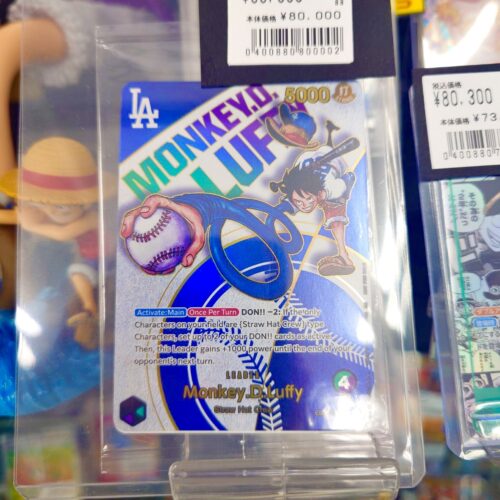 本体価格 ¥80,000
0400880800002
税込価格
¥80,300
本体価格 ¥73
04008807
LA
5000
MONKEY.D.
LUFFY
Activate:Main Once Per Turn DON!! −2: If the only
Characters on your field are {Straw Hat Crew} type
Characters, set up to 2 of your DON!! cards as active.
Then, this Leader gains +1000 power until the end of your
opponent's next turn.
LEADER
Monkey.D.Luffy
Straw Hat Crew
4